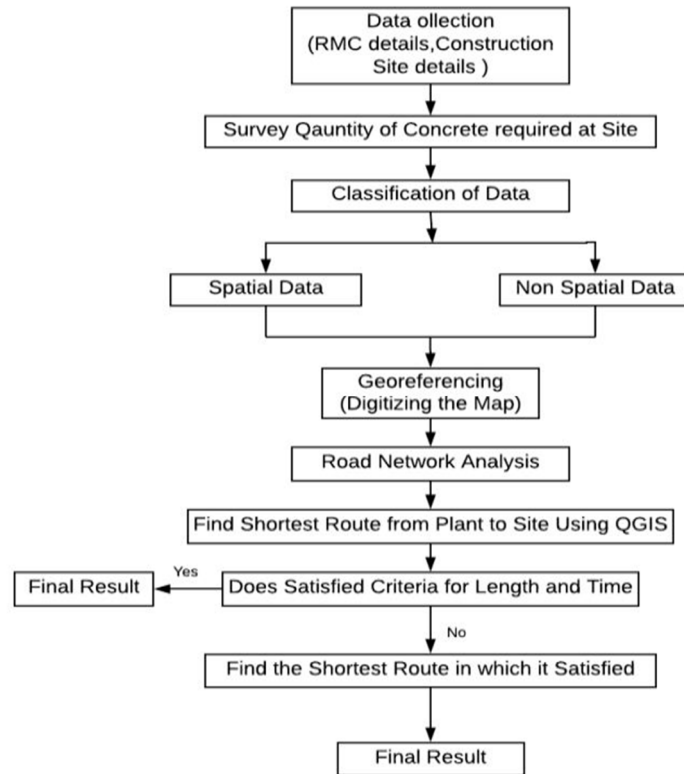 Data ollection
(RMC details,Construction
Site details )
Survey Qauntity of Concrete required at Site
Classification of Data
Spatial Data
Non Spatial Data
Georeferencing
(Digitizing the Map)
Road Network Analysis
Find Shortest Route from Plant to Site Using QGIS
Final Result
Yes
Does Satisfied Criteria for Length and Time
No
Find the Shortest Route in which it Satisfied
Final Result